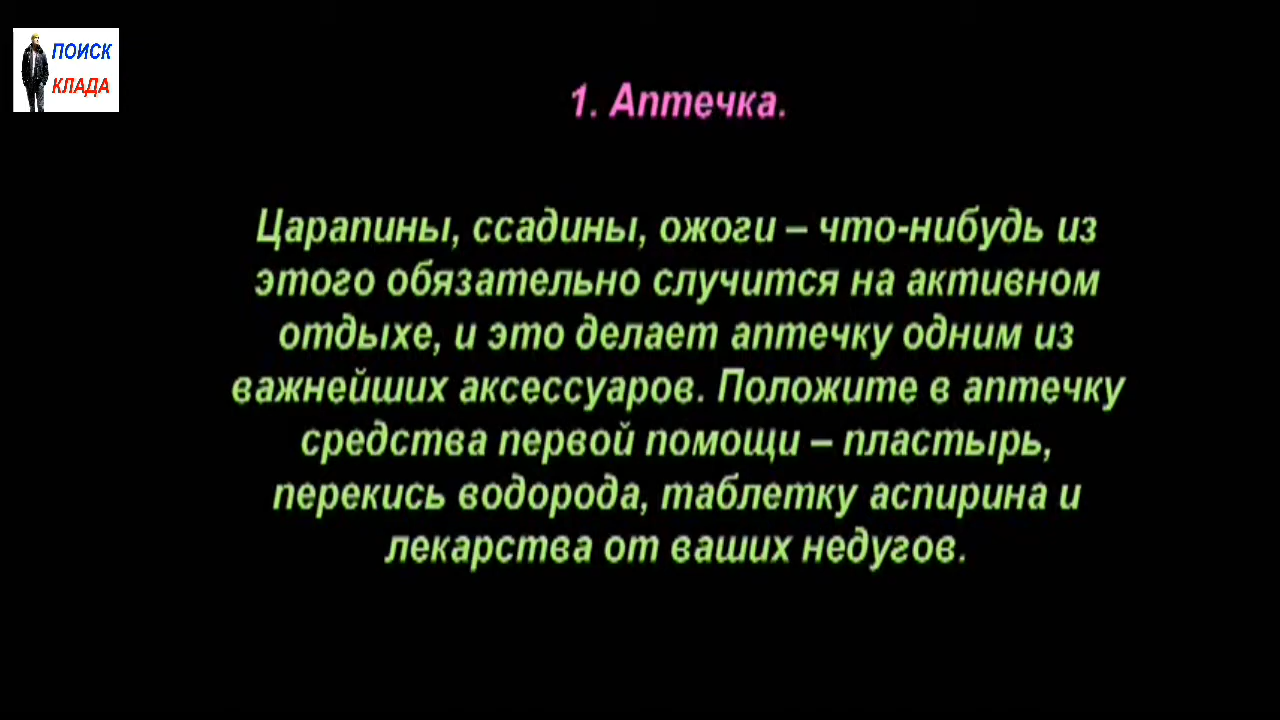 ПОИСК
КЛАДА
1. Аптечка.
Царапины, ссадины, ожоги – что-нибудь из
этого обязательно случится на активном
отдыхе, и это делает аптечку одним из
важнейших аксессуаров. Положите в аптечку
средства первой помощи – пластырь,
перекись водорода, таблетку аспирина и
лекарства от ваших недугов.